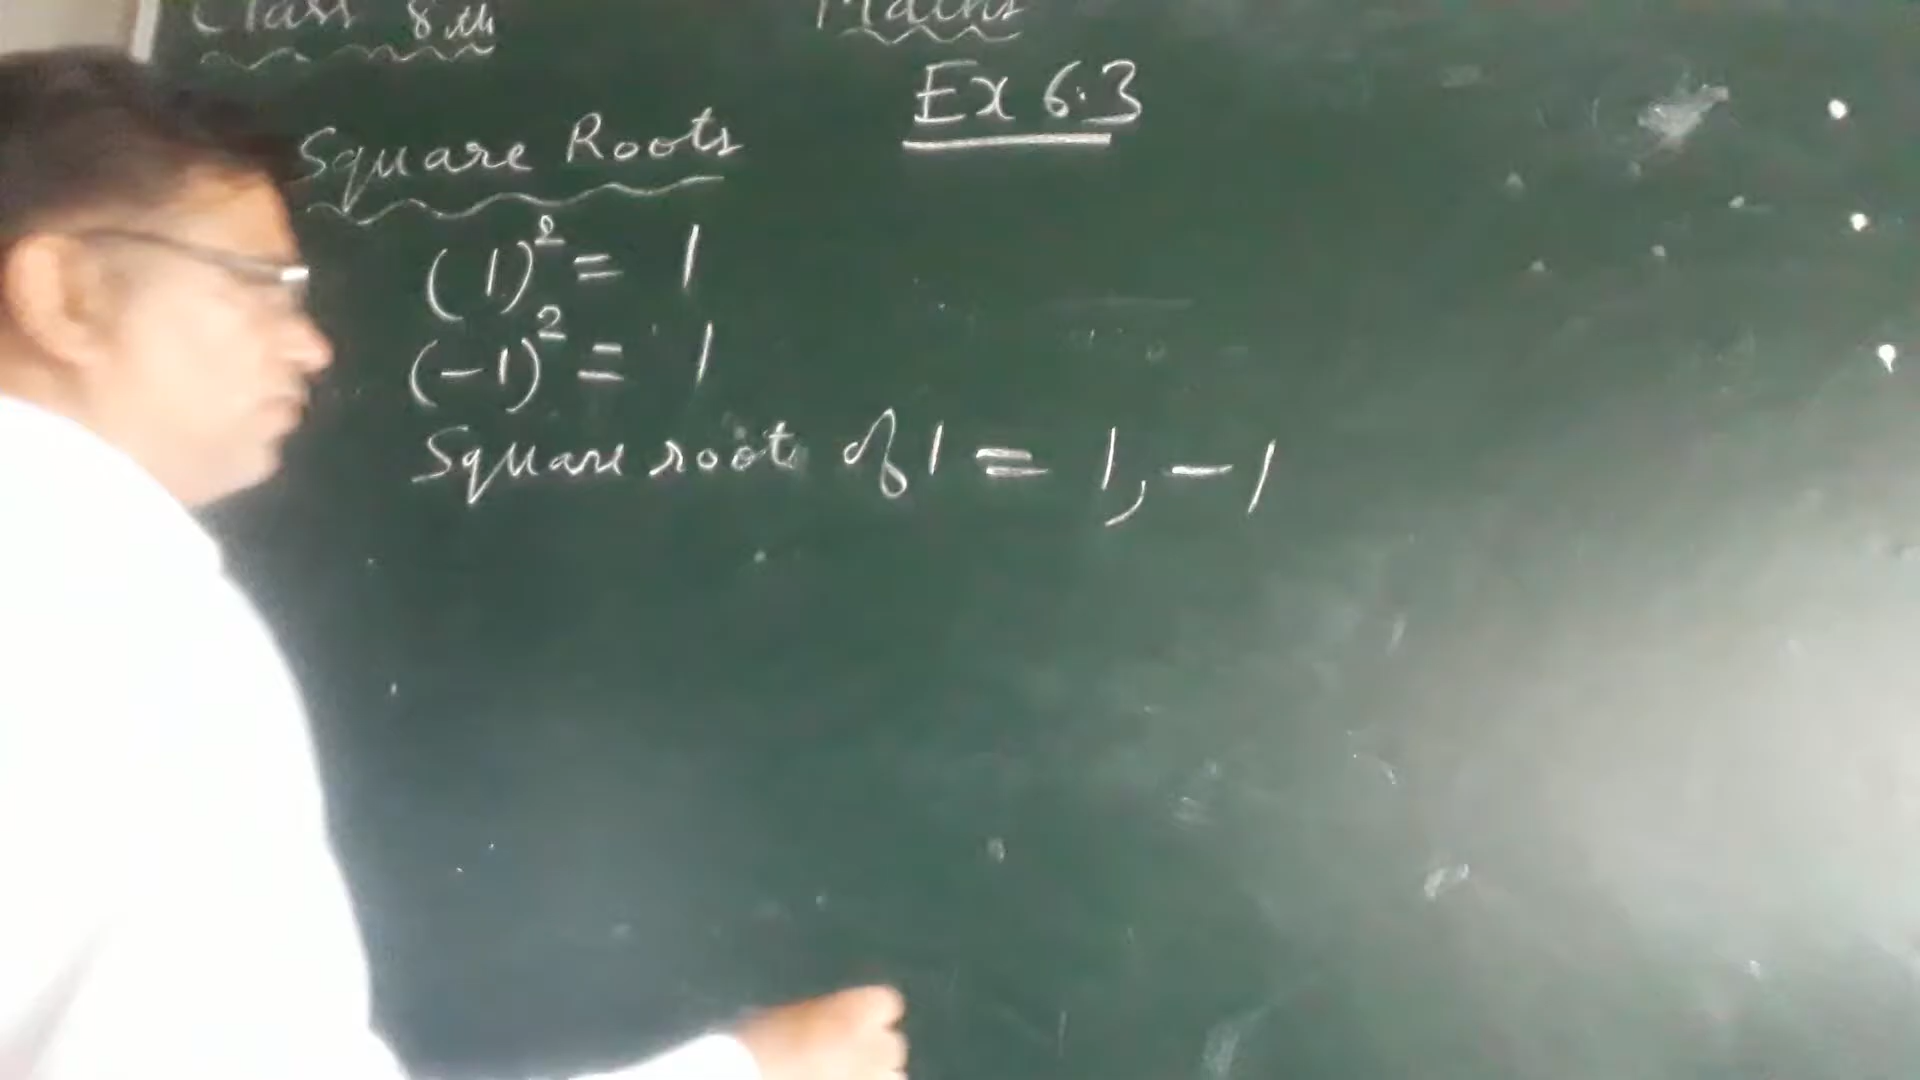 Class 8th Maths
Ex 6.3
Square Roots
(1)² = 1
(-1)² = 1
Square roots of 1 = 1, -1